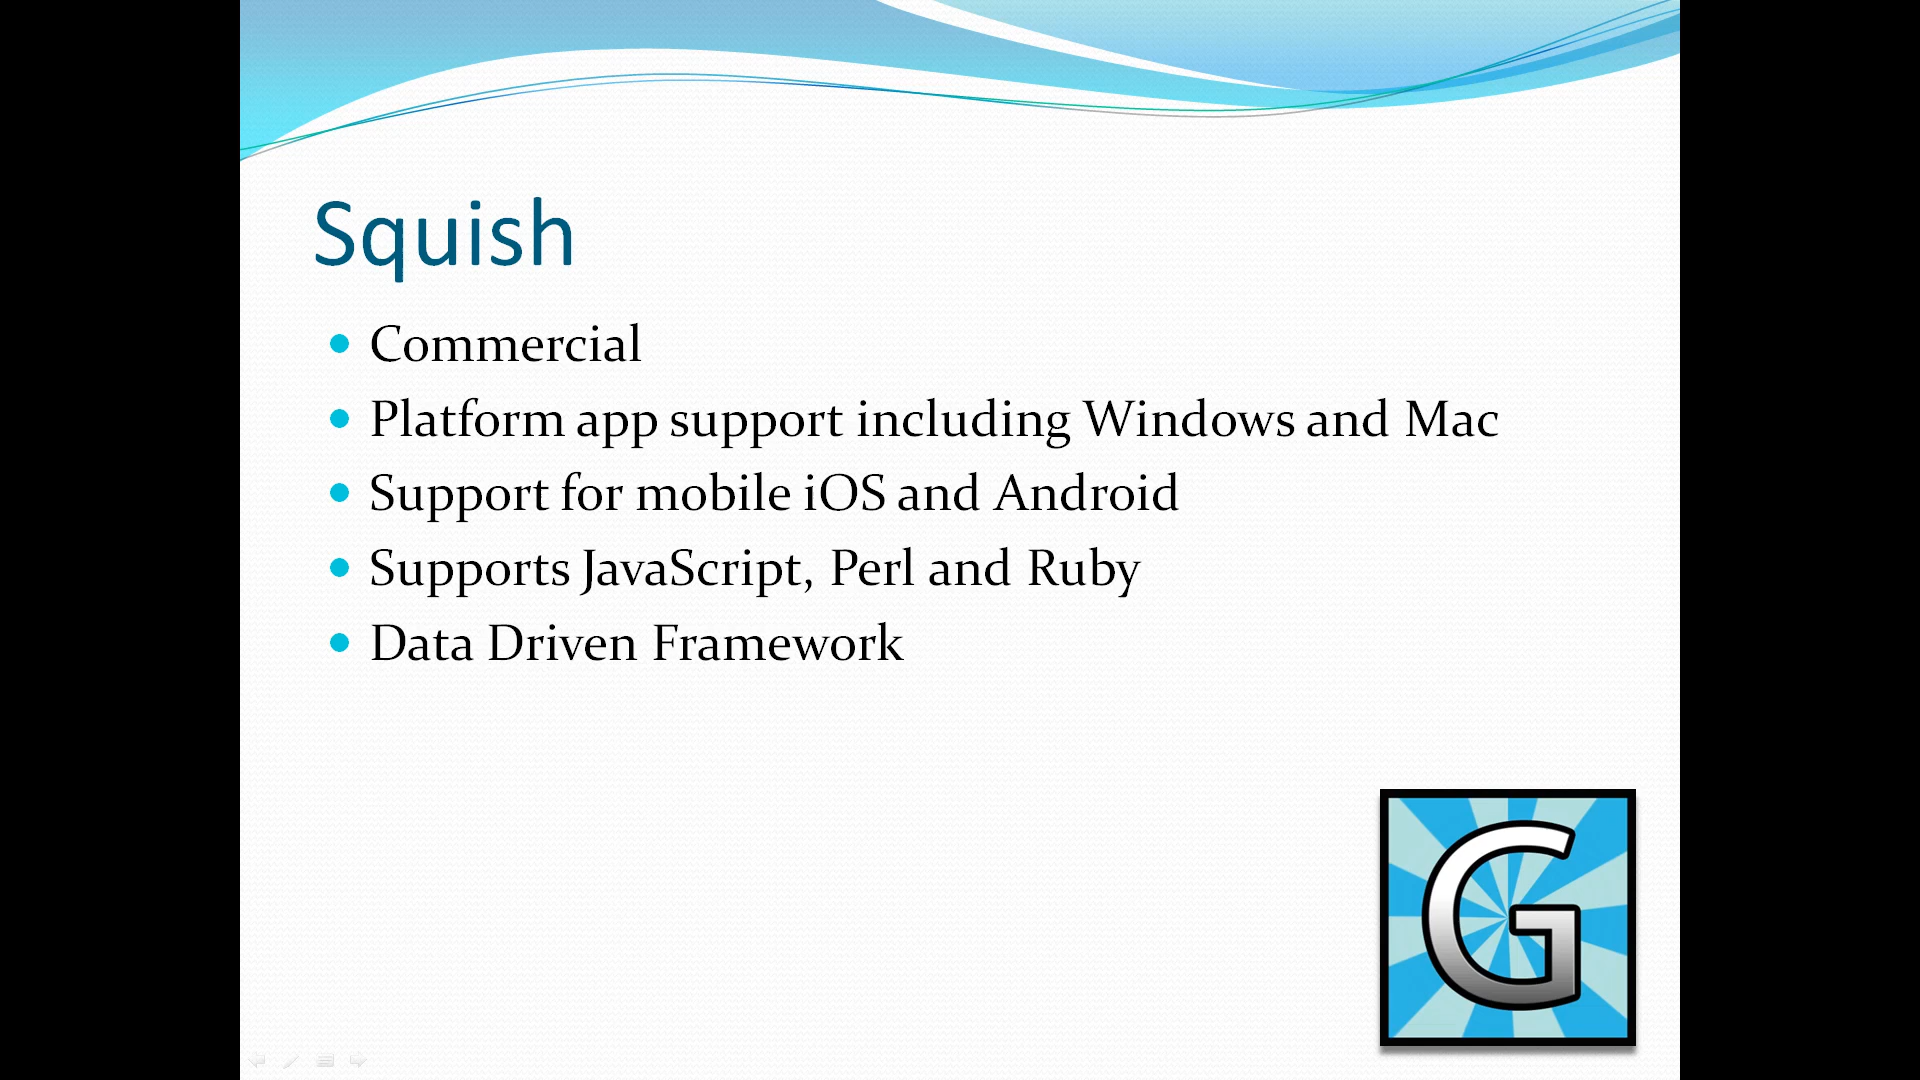 Squish
Commercial
Platform app support including Windows and Mac
Support for mobile iOS and Android
Supports JavaScript, Perl and Ruby
Data Driven Framework
G